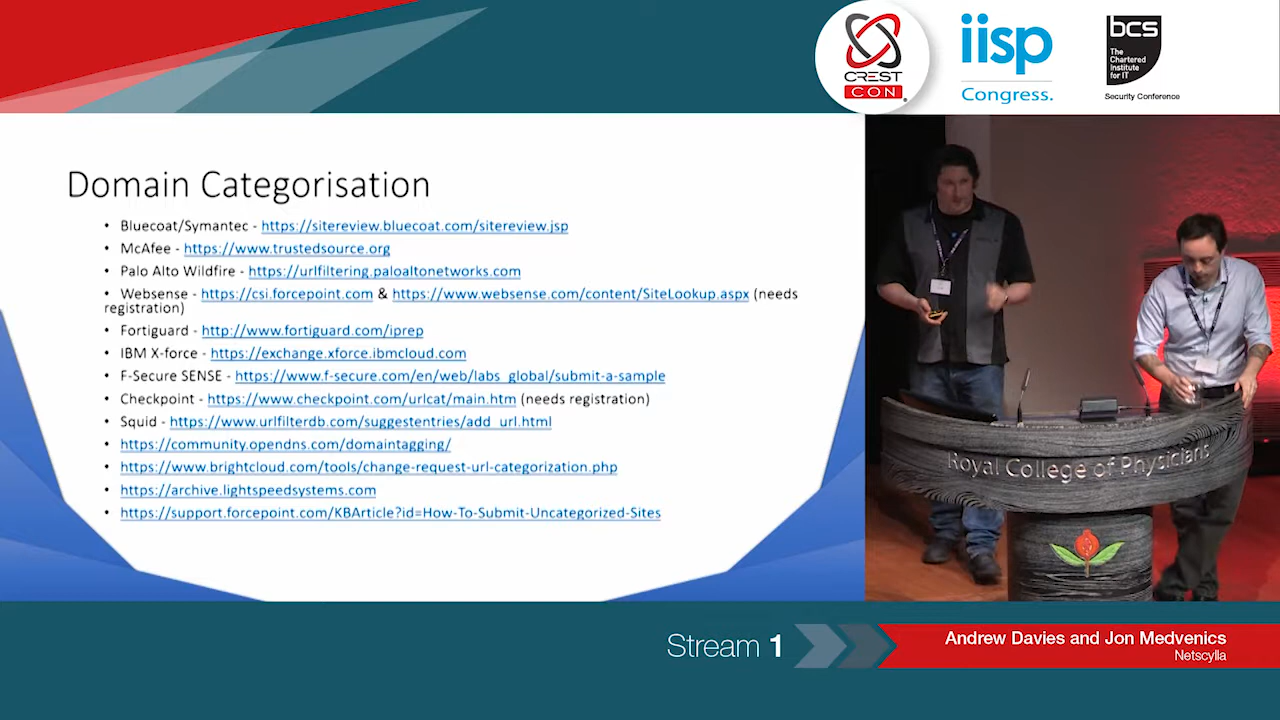 CREST
CON
iisp
Congress.
bcs
The
Chartered
Institute
for IT
Security Conference
Domain Categorisation
• Bluecoat/Symantec - https://sitereview.bluecoat.com/sitereview.jsp
• McAfee - https://www.trustedsource.org
• Palo Alto Wildfire - https://urlfiltering.paloaltonetworks.com
• Websense - https://csi.forcepoint.com & https://www.websense.com/content/SiteLookup.aspx (needs
registration)
• Fortiguard - http://www.fortiguard.com/iprep
• IBM X-force - https://exchange.xforce.ibmcloud.com
• F-Secure SENSE - https://www.f-secure.com/en/web/labs_global/submit-a-sample
• Checkpoint - https://www.checkpoint.com/urlcat/main.htm (needs registration)
• Squid - https://www.urlfilterdb.com/suggestentries/add_url.html
• https://community.opendns.com/domaintagging/
• https://www.brightcloud.com/tools/change-request-url-categorization.php
• https://archive.lightspeedsystems.com
• https://support.forcepoint.com/KBArticle?id=How-To-Submit-Uncategorized-Sites
Royal College of Physicians
Stream 1
Andrew Davies and Jon Medvenics
Netscylla